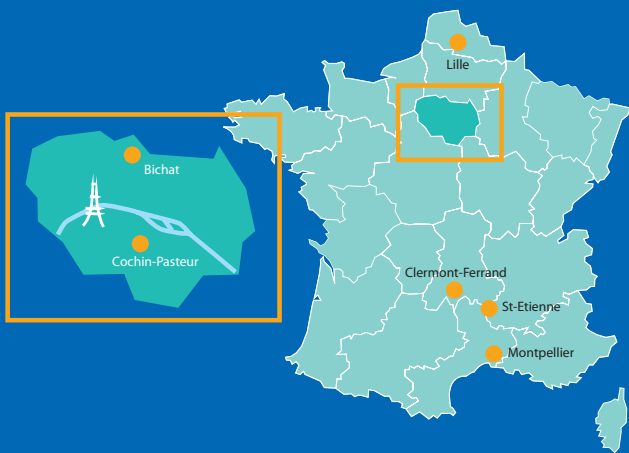 Lille
Bichat
Cochin-Pasteur
Clermont-Ferrand
St-Etienne
Montpellier